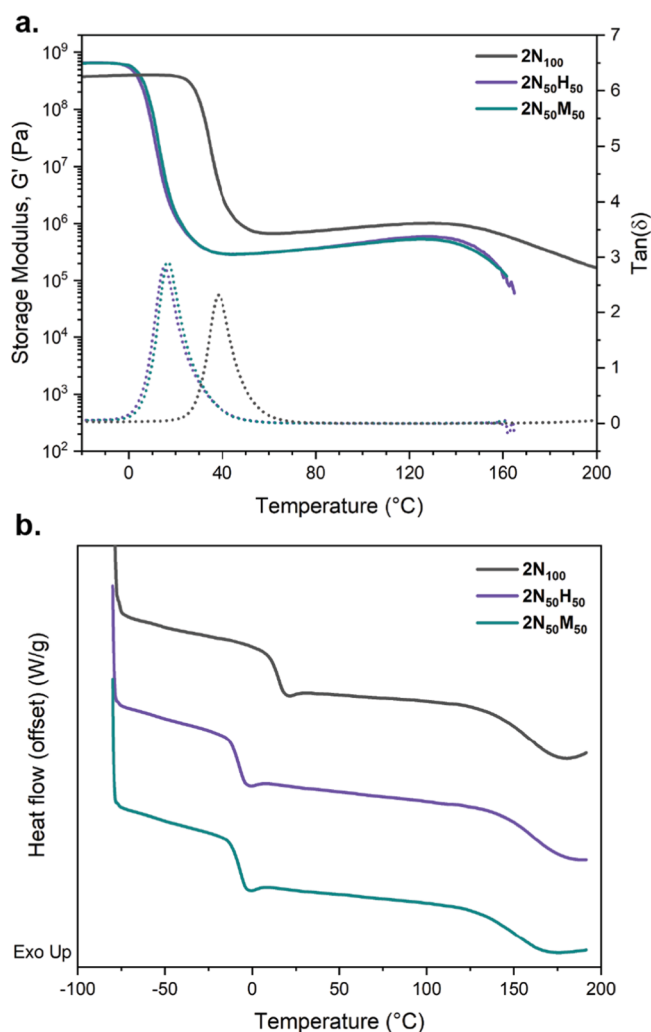 a.
10⁹
10⁸
10⁷
10⁶
10⁵
10⁴
10³
10²
Storage Modulus, G' (Pa)
7
6
5
4
3
2
1
0
Tan(δ)
2N₁₀₀
2N₅₀H₅₀
2N₅₀M₅₀
0 40 80 120 160 200
Temperature (°C)
b.
2N₁₀₀
2N₅₀H₅₀
2N₅₀M₅₀
Heat flow (offset) (W/g)
Exo Up
-100 -50 0 50 100 150 200
Temperature (°C)